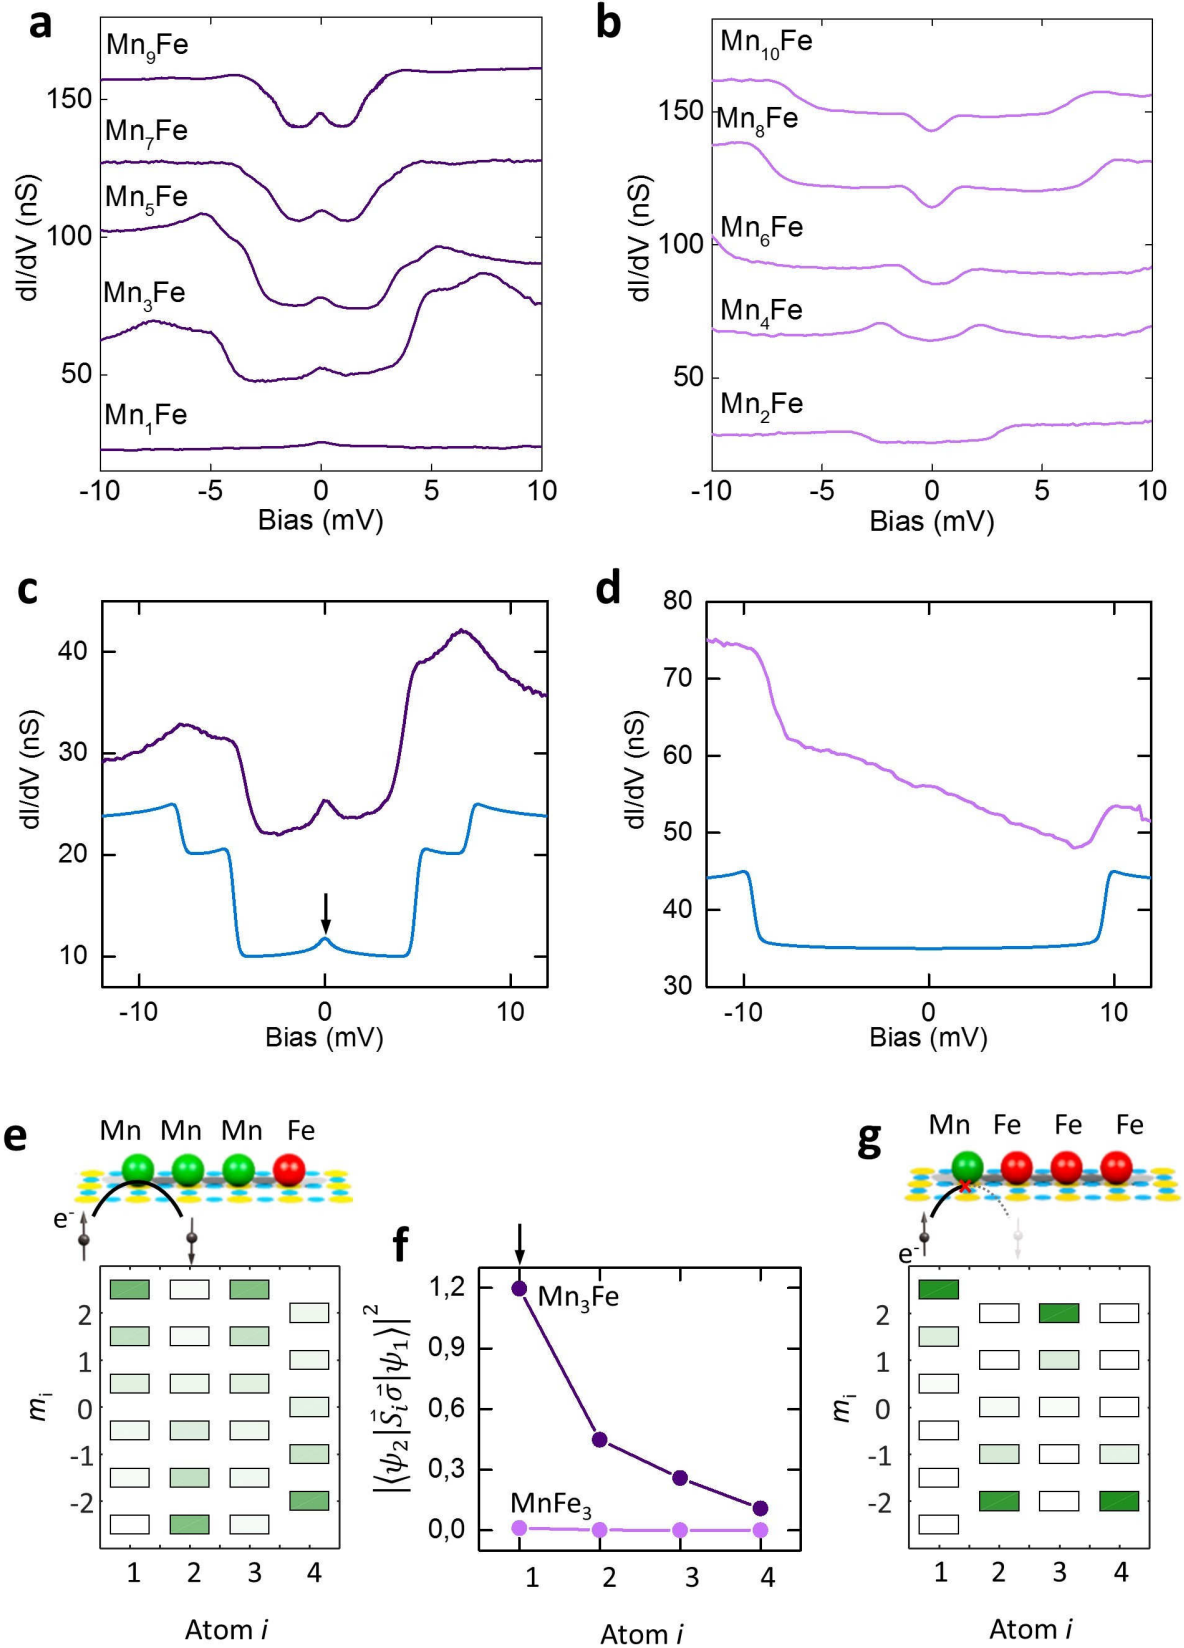 a
Mn₉Fe
150
Mn₇Fe
Mn₅Fe
100
Mn₃Fe
50
Mn₁Fe
dI/dV (nS)
-10 -5 0 5 10
Bias (mV)
b
Mn₁₀Fe
150
Mn₈Fe
Mn₆Fe
100
Mn₄Fe
50
Mn₂Fe
dI/dV (nS)
-10 -5 0 5 10
Bias (mV)
c
40
30
20
10
dI/dV (nS)
-10 0 10
Bias (mV)
d
80
70
60
50
40
30
dI/dV (nS)
-10 0 10
Bias (mV)
e
Mn Mn Mn Fe
e⁻
2
1
0
-1
-2
mᵢ
1 2 3 4
Atom i
f
1,2
0,9
0,6
0,3
0,0
|⟨ψ₂|S⃗ᵢσ⃗|ψ₁⟩|²
Mn₃Fe
MnFe₃
1 2 3 4
Atom i
g
Mn Fe Fe Fe
e⁻
2
1
0
-1
-2
mᵢ
1 2 3 4
Atom i